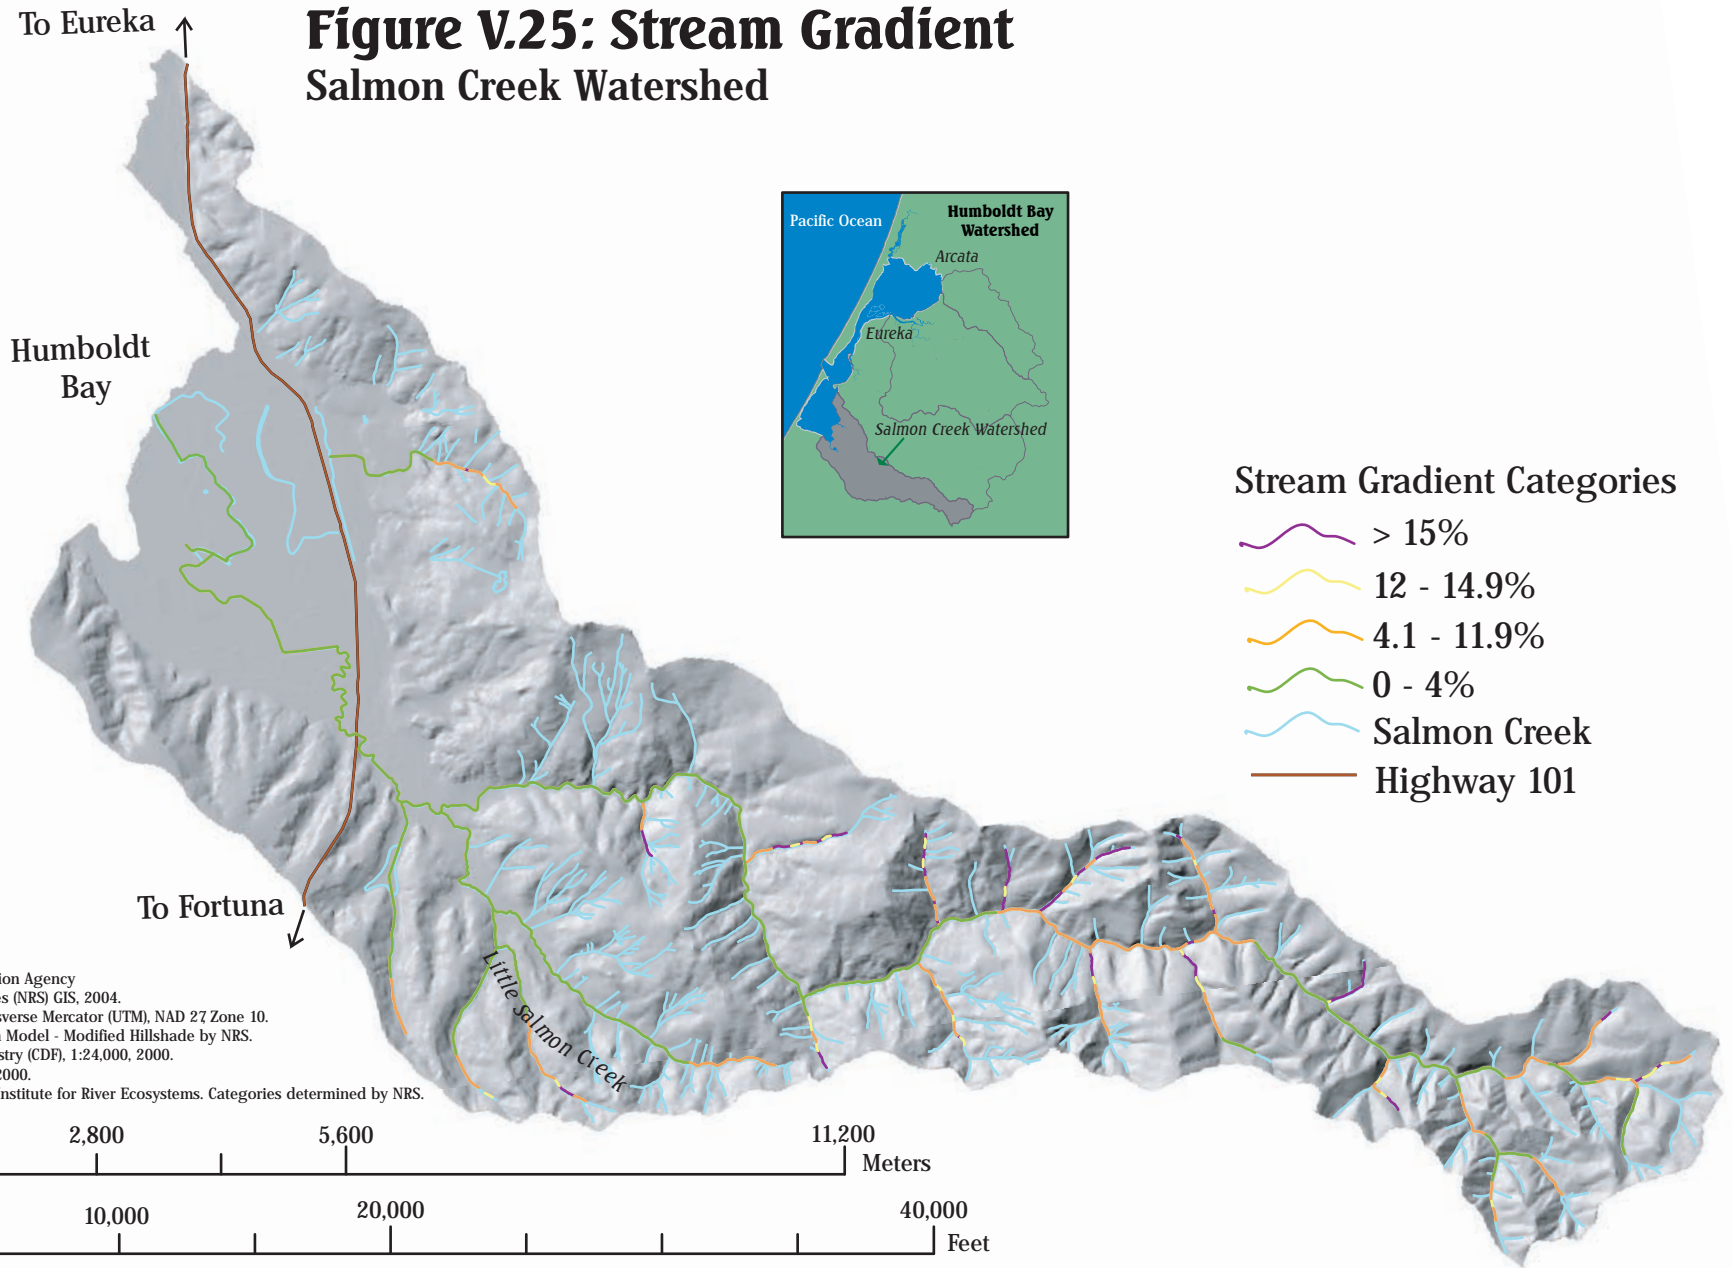 To Eureka
Figure V.25: Stream Gradient
Salmon Creek Watershed
Pacific Ocean
Humboldt Bay
Watershed
Arcata
Eureka
Salmon Creek Watershed
Humboldt
Bay
Stream Gradient Categories
> 15%
12 - 14.9%
4.1 - 11.9%
0 - 4%
Salmon Creek
Highway 101
To Fortuna
Little Salmon Creek
ion Agency
es (NRS) GIS, 2004.
sverse Mercator (UTM), NAD 27, Zone 10.
n Model - Modified Hillshade by NRS.
stry (CDF), 1:24,000, 2000.
2000.
Institute for River Ecosystems. Categories determined by NRS.
2,800
5,600
11,200
Meters
10,000
20,000
40,000
Feet